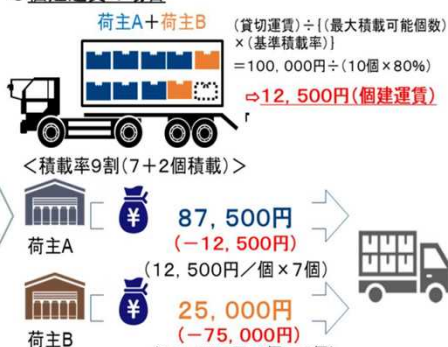 荷主A＋荷主B
(貸切運賃)÷{(最大積載可能個数)
×(基準積載率)}
＝100，000円÷(10個×80%)
⇨12，500円(個建運賃)
＜積載率9割(7＋2個積載)＞
¥
87，500円
(－12，500円)
荷主A
(12，500円／個×7個)
¥
25，000円
(－75，000円)
荷主B